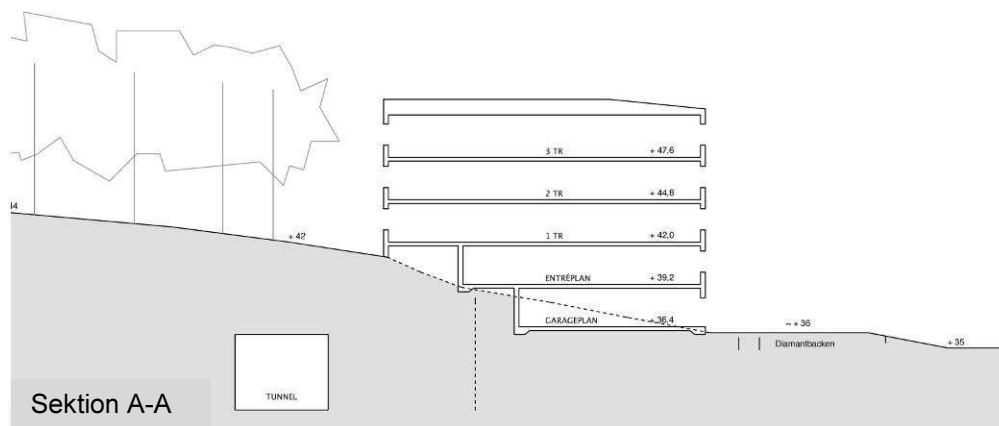 3 TR + 47,6
2 TR + 44,8
44
+ 42
1 TR + 42,0
ENTRÉPLAN + 39,2
GARAGEPLAN + 36,4
~ + 36
Diamantbacken
+ 35
TUNNEL
Sektion A-A